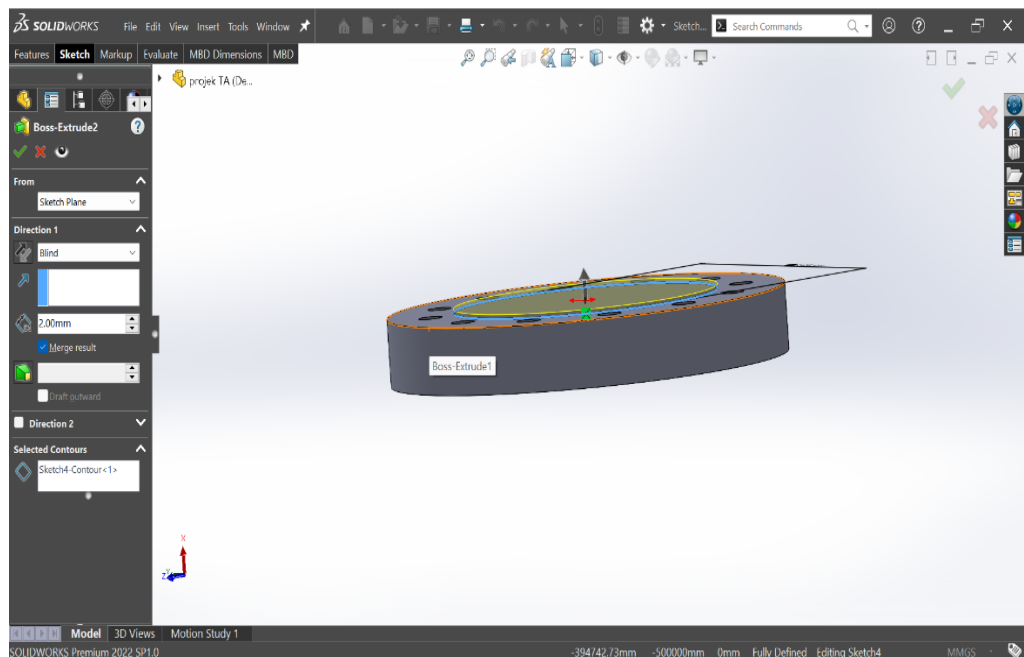 SOLIDWORKS File Edit View Insert Tools Window Sketch... Search Commands
Features Sketch Markup Evaluate MBD Dimensions MBD
projek TA (De...
Boss-Extrude2
From
Sketch Plane
Direction 1
Blind
2.00mm
Merge result
Draft outward
Direction 2
Selected Contours
Sketch4-Contour<1>
Boss-Extrude1
X
Z
Model 3D Views Motion Study 1
SOLIDWORKS Premium 2022 SP1.0 -394742.73mm -500000mm 0mm Fully Defined Editing Sketch4 MMGS